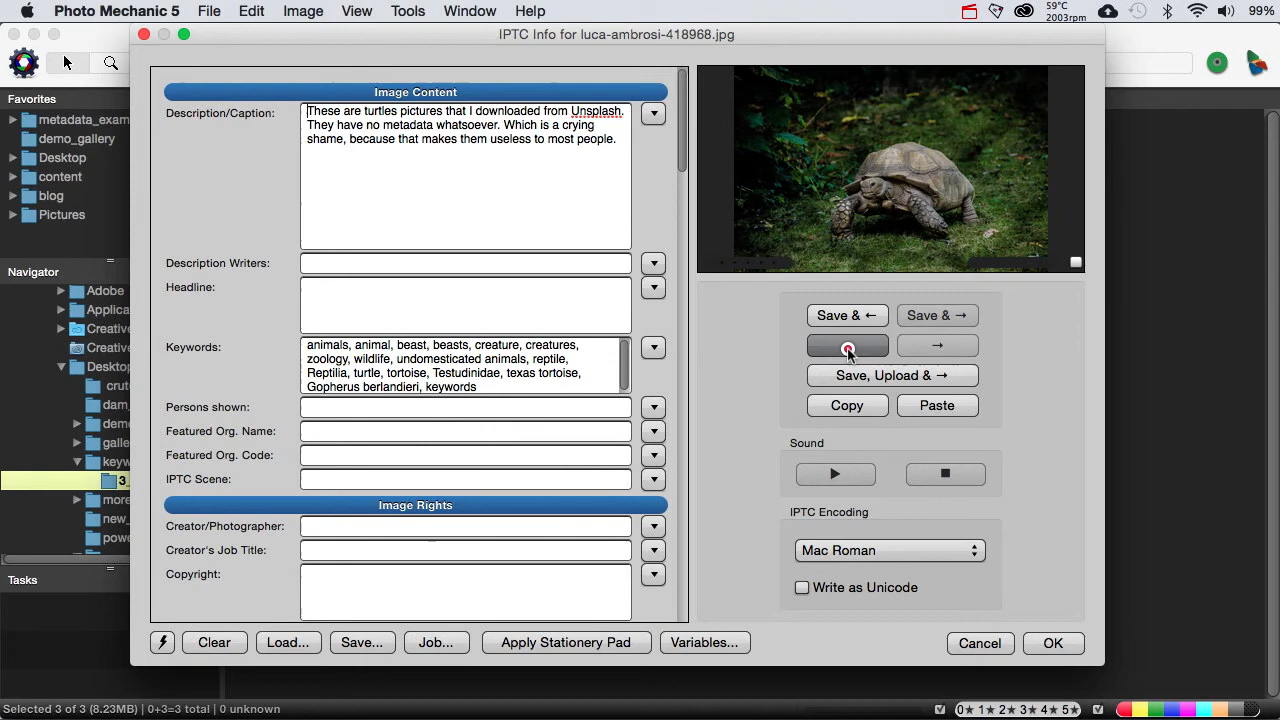 Photo Mechanic 5 File Edit Image View Tools Window Help
59°C
2003rpm
99%
IPTC Info for luca-ambrosi-418968.jpg
Favorites
metadata_exam
demo_gallery
Desktop
content
blog
Pictures
Navigator
Adobe
Applica
Creative
Creative
Desktop
crute
dam_
demo
galle
keyw
3_
more
new_
powe
Tasks
Image Content
Description/Caption:
These are turtles pictures that I downloaded from Unsplash.
They have no metadata whatsoever. Which is a crying
shame, because that makes them useless to most people.
Description Writers:
Headline:
Keywords:
animals, animal, beast, beasts, creature, creatures,
zoology, wildlife, undomesticated animals, reptile,
Reptilia, turtle, tortoise, Testudinidae, texas tortoise,
Gopherus berlandieri, keywords
Persons shown:
Featured Org. Name:
Featured Org. Code:
IPTC Scene:
Image Rights
Creator/Photographer:
Creator's Job Title:
Copyright:
Save & ← Save & →
→
Save, Upload & →
Copy Paste
Sound
IPTC Encoding
Mac Roman
Write as Unicode
Clear Load... Save... Job... Apply Stationery Pad Variables... Cancel OK
Selected 3 of 3 (8.23MB) | 0+3=3 total | 0 unknown
0★ 1★ 2★ 3★ 4★ 5★